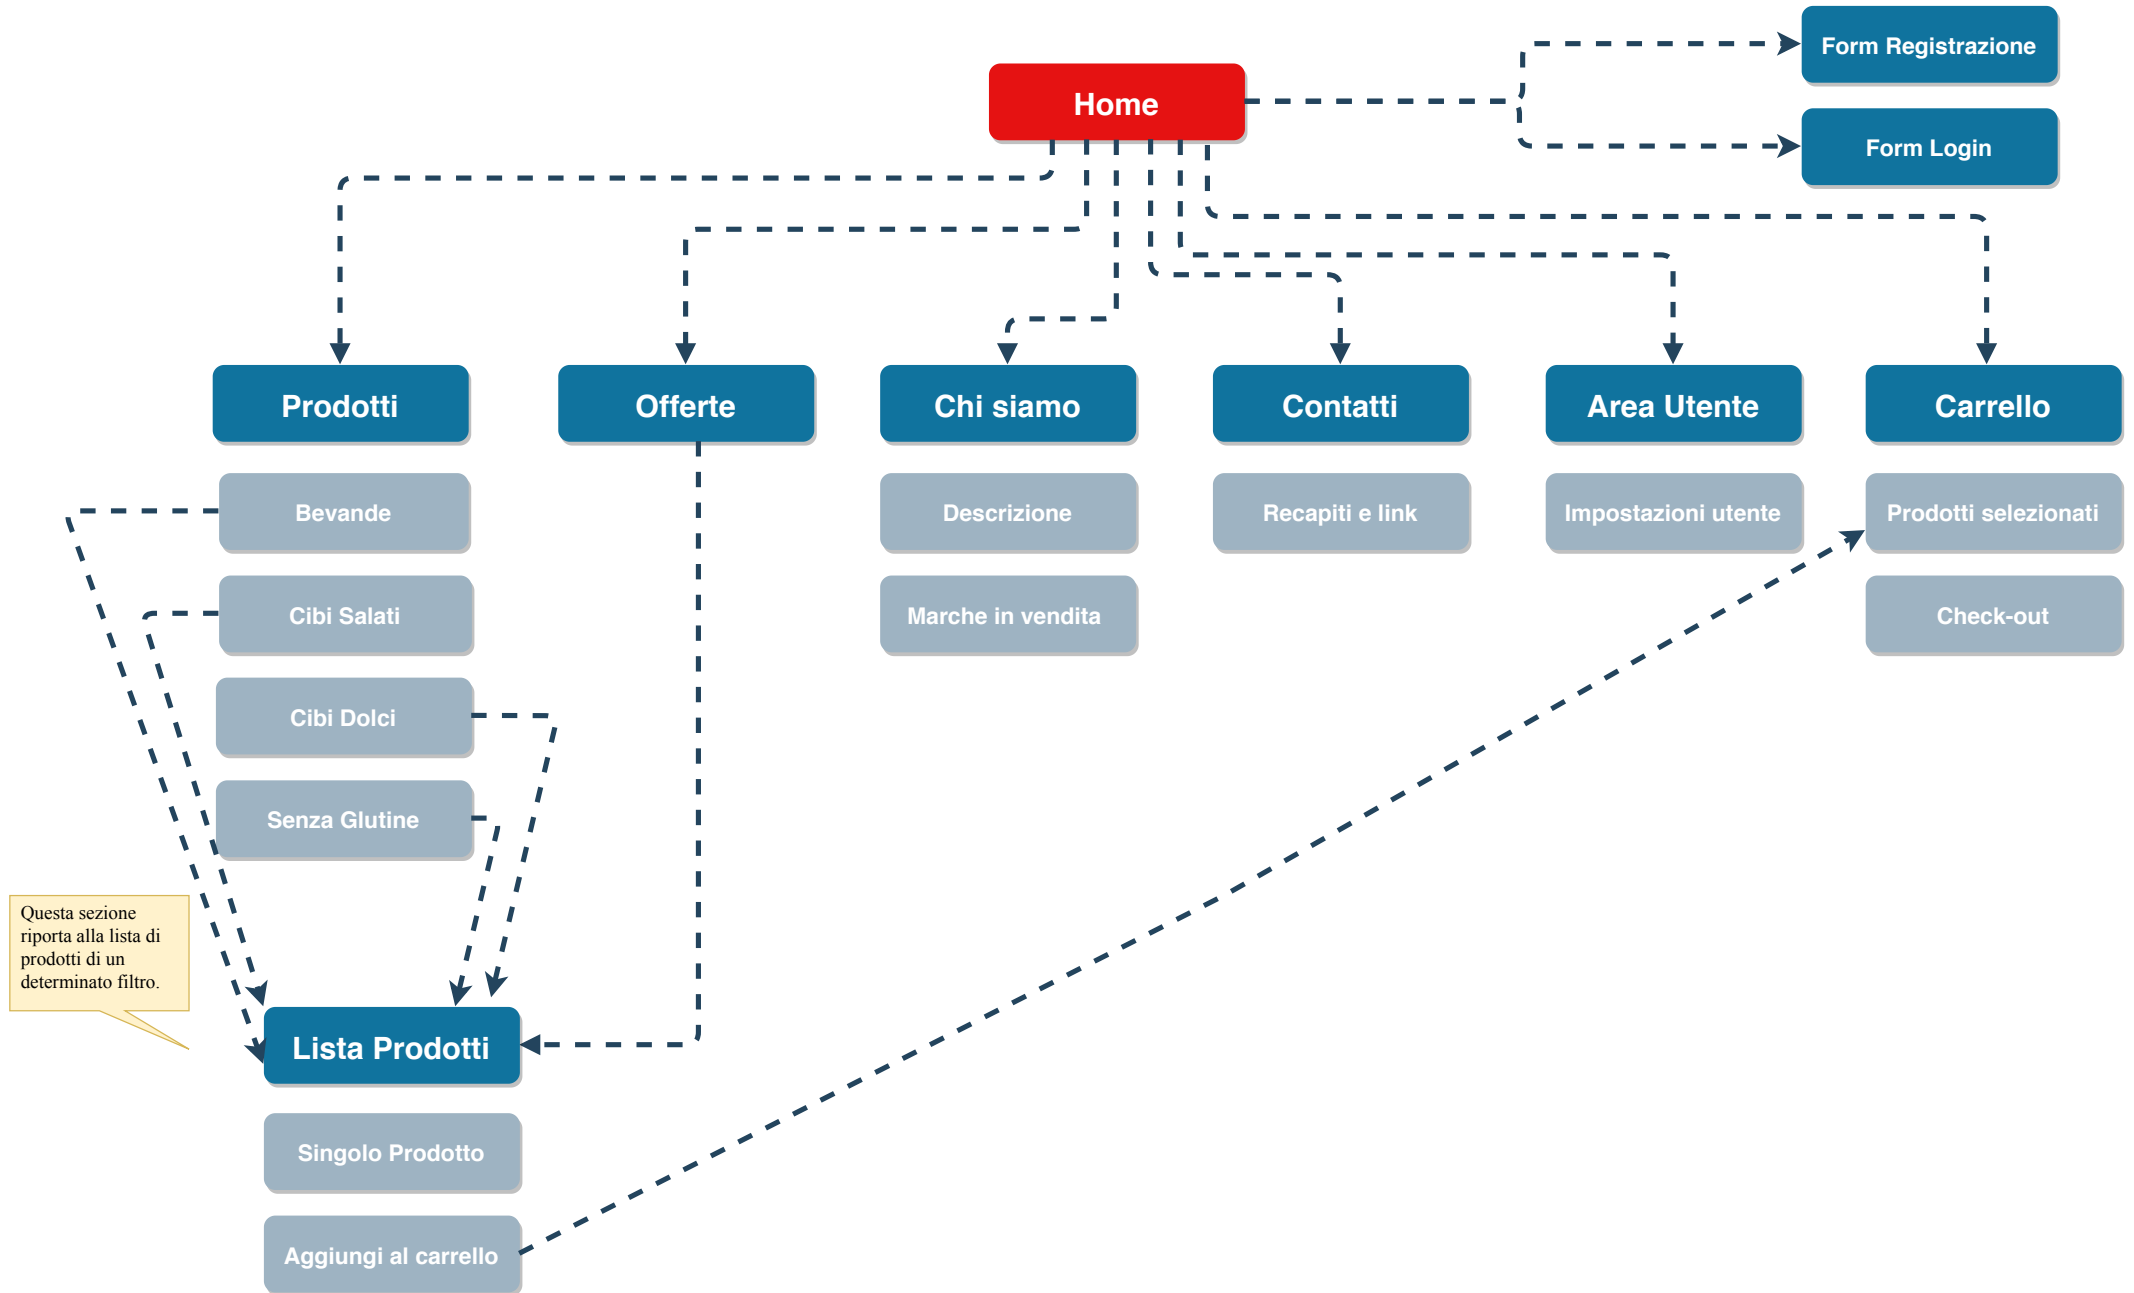 Form Registrazione
Home
Form Login
Prodotti
Offerte
Chi siamo
Contatti
Area Utente
Carrello
Bevande
Descrizione
Recapiti e link
Impostazioni utente
Prodotti selezionati
Cibi Salati
Marche in vendita
Check-out
Cibi Dolci
Senza Glutine
Questa sezione
riporta alla lista di
prodotti di un
determinato filtro.
Lista Prodotti
Singolo Prodotto
Aggiungi al carrello